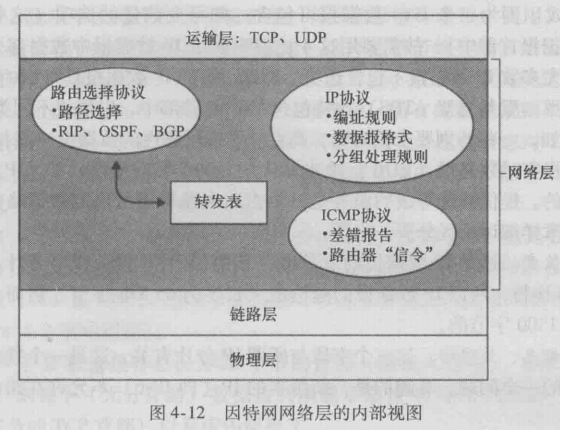 运输层：TCP、UDP
路由选择协议
•路径选择
•RIP、OSPF、BGP
转发表
IP协议
•编址规则
•数据报格式
•分组处理规则
ICMP协议
•差错报告
•路由器“信令”
网络层
链路层
物理层
图 4-12 因特网网络层的内部视图